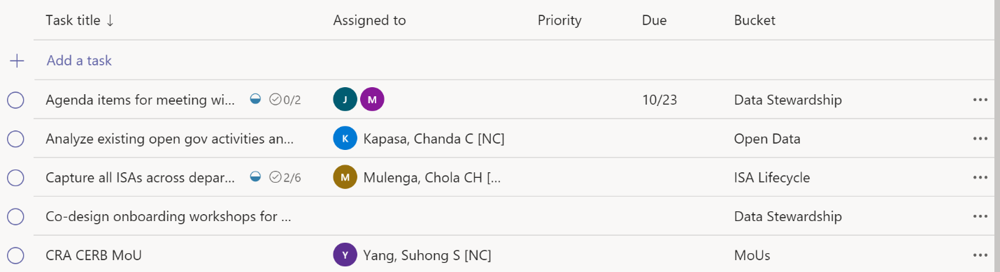 Task title ↓ Assigned to Priority Due Bucket
Add a task
Agenda items for meeting wi... 0/2 J M 10/23 Data Stewardship
Analyze existing open gov activities an... K Kapasa, Chanda C [NC] Open Data
Capture all ISAs across depar... 2/6 M Mulenga, Chola CH [... ISA Lifecycle
Co-design onboarding workshops for ... Data Stewardship
CRA CERB MoU Y Yang, Suhong S [NC] MoUs